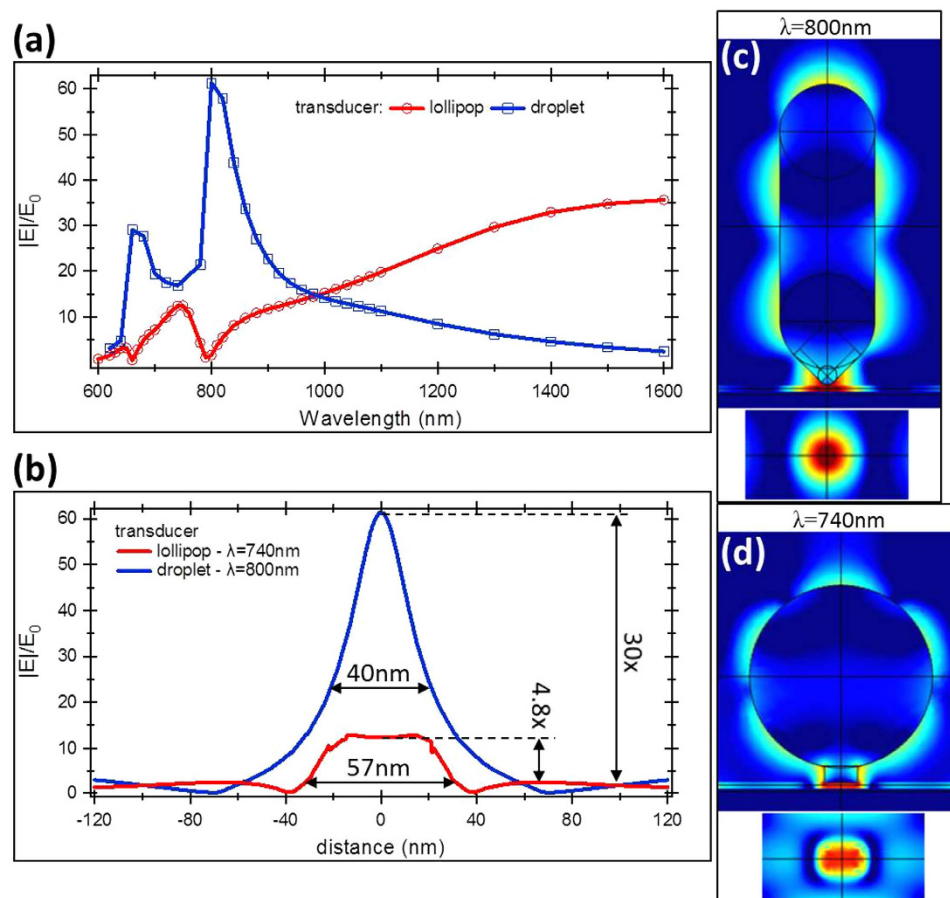 (a)
60
50
40
30
20
10
|E|/E₀
transducer: lollipop droplet
600 800 1000 1200 1400 1600
Wavelength (nm)
(b)
60
50
40
30
20
10
0
|E|/E₀
transducer
lollipop - λ=740nm
droplet - λ=800nm
40nm
57nm
4.8x
30x
-120 -80 -40 0 40 80 120
distance (nm)
λ=800nm
(c)
λ=740nm
(d)